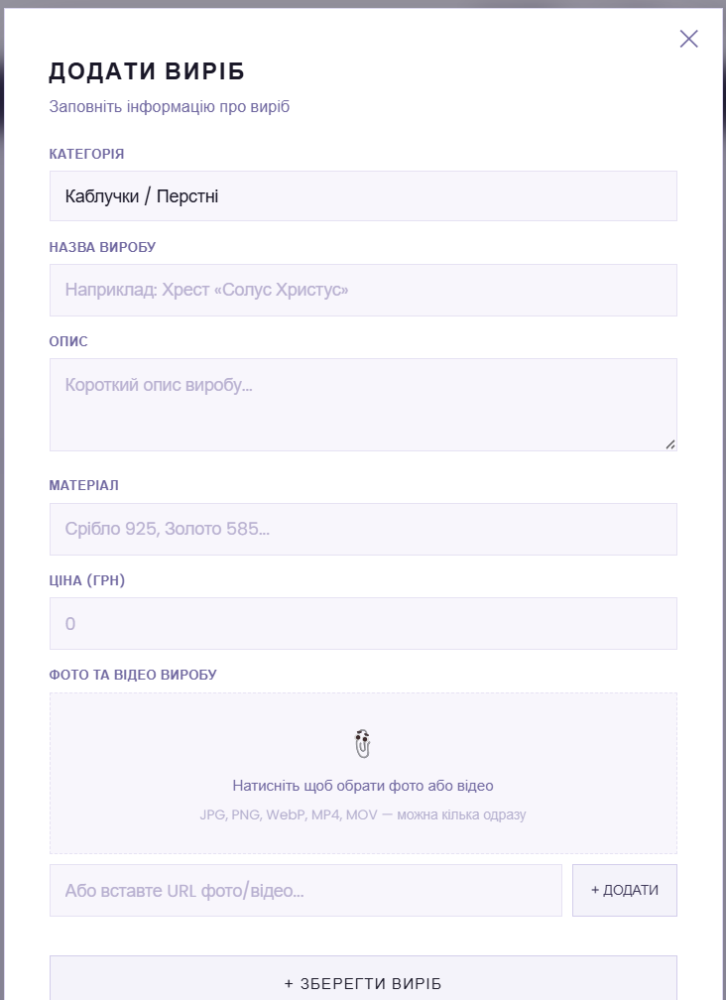 ДОДАТИ ВИРІБ
Заповніть інформацію про виріб
КАТЕГОРІЯ
Каблучки / Перстні
НАЗВА ВИРОБУ
Наприклад: Хрест «Солус Христус»
ОПИС
Короткий опис виробу...
МАТЕРІАЛ
Срібло 925, Золото 585...
ЦІНА (ГРН)
0
ФОТО ТА ВІДЕО ВИРОБУ
Натисніть щоб обрати фото або відео
JPG, PNG, WebP, MP4, MOV — можна кілька одразу
Або вставте URL фото/відео...
+ ДОДАТИ
+ ЗБЕРЕГТИ ВИРІБ